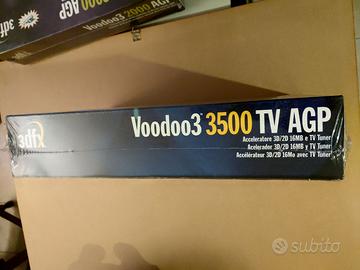 3dfx
Voodoo3 2000 AGP
3dfx
Voodoo3 3500 TV AGP
Acceleratore 3D/2D 16MB e TV Tuner
Acelerador 3D/2D 16MB y TV Tuner
Accélérateur 3D/2D 16Mo avec TV Tuner
subito